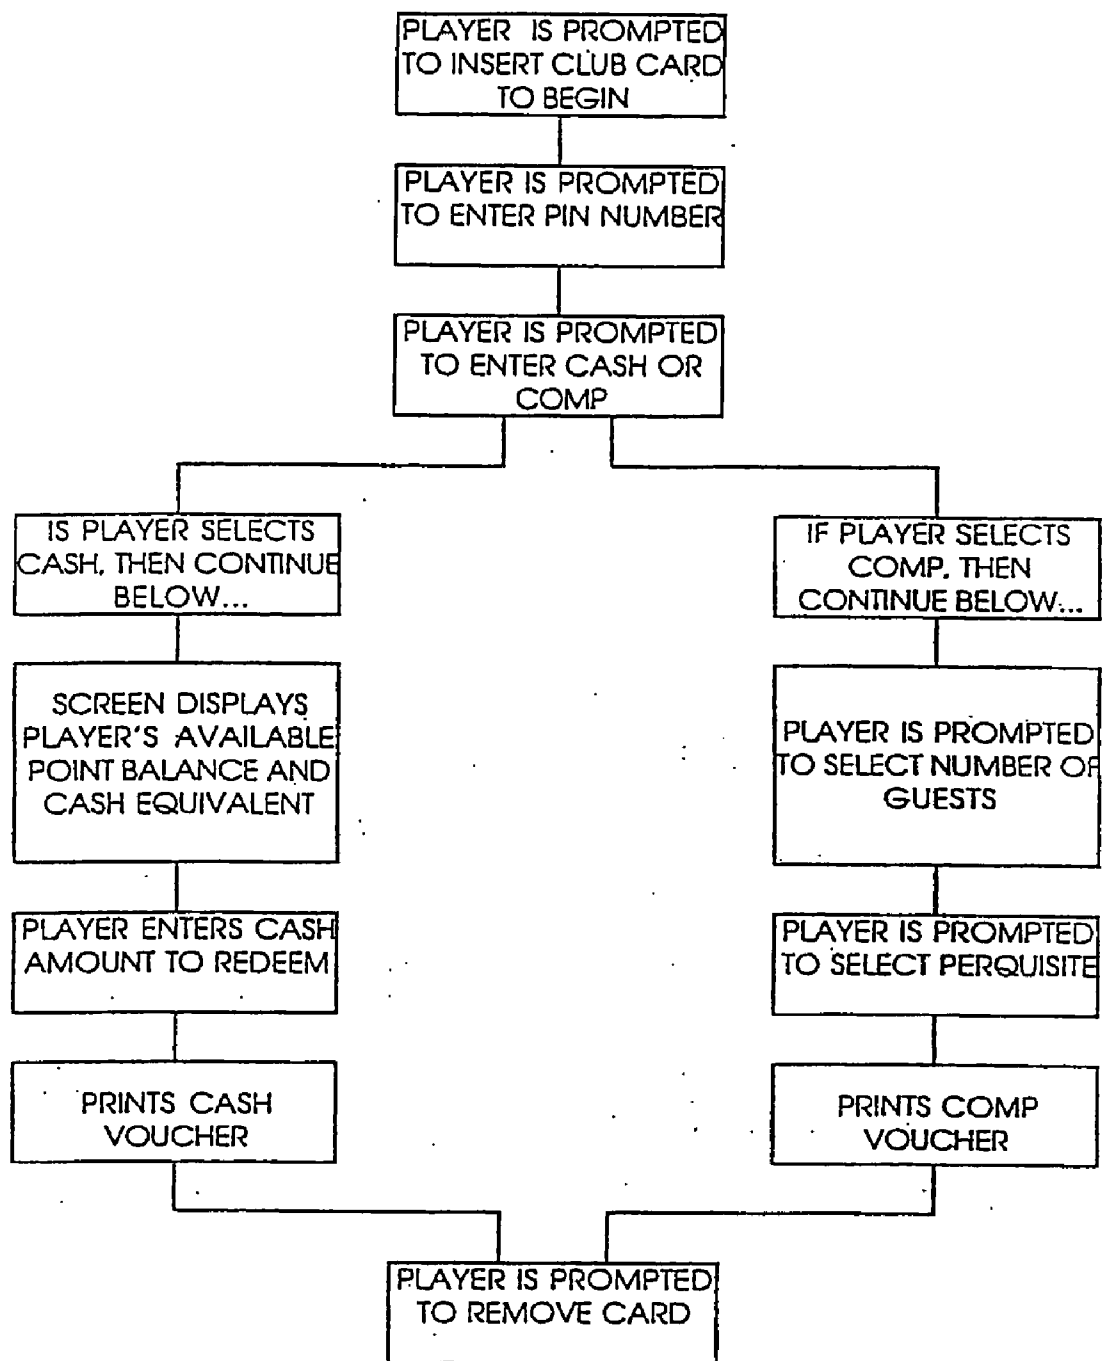 PLAYER IS PROMPTED
TO INSERT CLUB CARD
TO BEGIN
PLAYER IS PROMPTED
TO ENTER PIN NUMBER
PLAYER IS PROMPTED
TO ENTER CASH OR
COMP
IS PLAYER SELECTS
CASH, THEN CONTINUE
BELOW...
SCREEN DISPLAYS
PLAYER'S AVAILABLE
POINT BALANCE AND
CASH EQUIVALENT
PLAYER ENTERS CASH
AMOUNT TO REDEEM
PRINTS CASH
VOUCHER
IF PLAYER SELECTS
COMP, THEN
CONTINUE BELOW...
PLAYER IS PROMPTED
TO SELECT NUMBER OF
GUESTS
PLAYER IS PROMPTED
TO SELECT PERQUISITE
PRINTS COMP
VOUCHER
PLAYER IS PROMPTED
TO REMOVE CARD